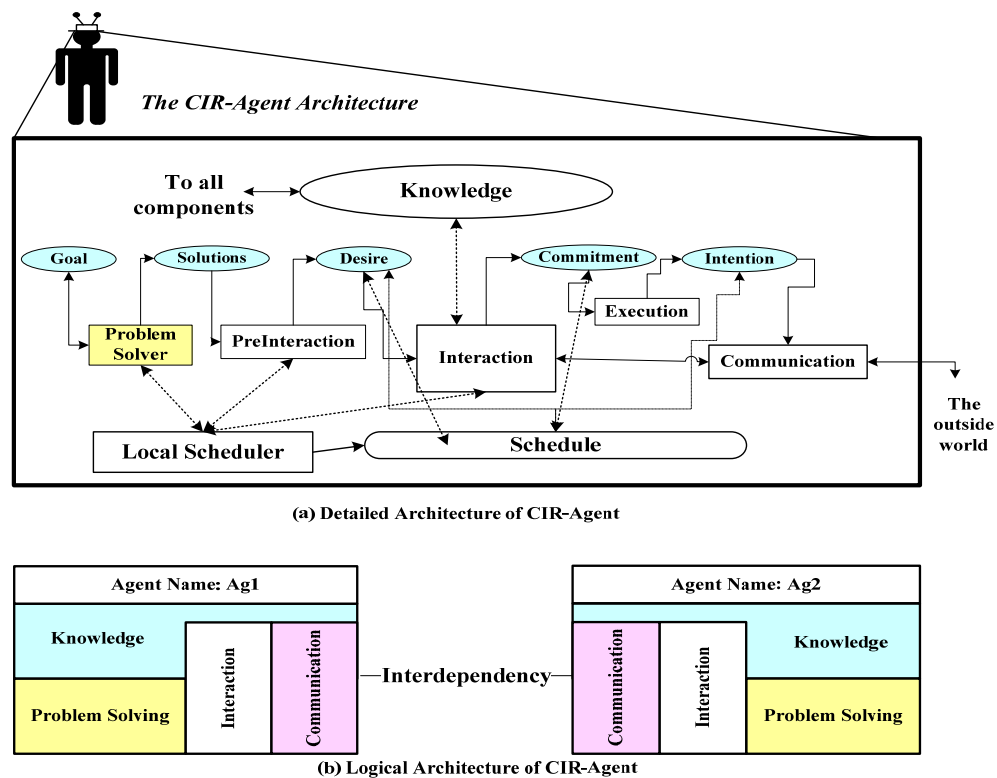 The CIR-Agent Architecture
To all
components
Knowledge
Goal
Solutions
Desire
Commitment
Intention
Execution
Problem
Solver
PreInteraction
Interaction
Communication
The
outside
world
Local Scheduler
Schedule
(a) Detailed Architecture of CIR-Agent
Agent Name: Ag1
Knowledge
Problem Solving
Interaction
Communication
Interdependency
Agent Name: Ag2
Communication
Interaction
Knowledge
Problem Solving
(b) Logical Architecture of CIR-Agent